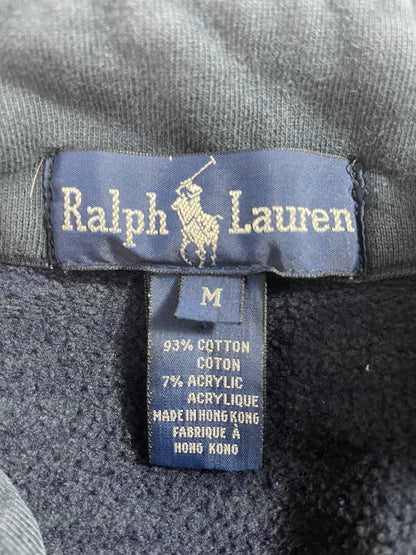 Ralph Lauren
M
93% COTTON
COTON
7% ACRYLIC
ACRYLIQUE
MADE IN HONG KONG
FABRIQUE À
HONG KONG